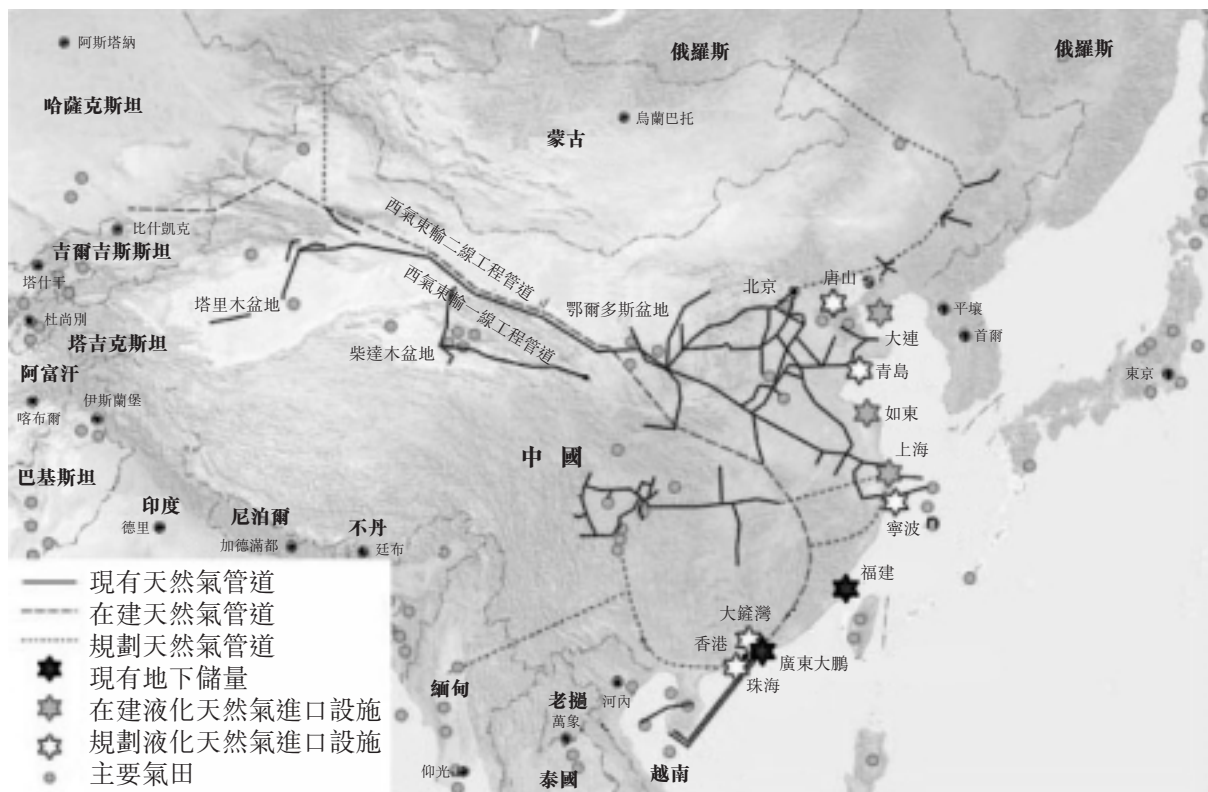 阿斯塔納
俄羅斯
俄羅斯
哈薩克斯坦
烏蘭巴托
蒙古
比什凱克
吉爾吉斯斯坦
西氣東輸二線工程管道
塔什干
塔里木盆地
西氣東輸一線工程管道
鄂爾多斯盆地
北京
唐山
平壤
杜尚別
首爾
塔吉克斯坦
柴達木盆地
大連
阿富汗
青島
東京
伊斯蘭堡
喀布爾
如東
中國
上海
巴基斯坦
印度
德里
尼泊爾
不丹
寧波
加德滿都
廷布
福建
大鏟灣
香港
廣東大鵬
珠海
緬甸
老撾
河內
萬象
仰光
泰國
越南
現有天然氣管道
在建天然氣管道
規劃天然氣管道
現有地下儲量
在建液化天然氣進口設施
規劃液化天然氣進口設施
主要氣田